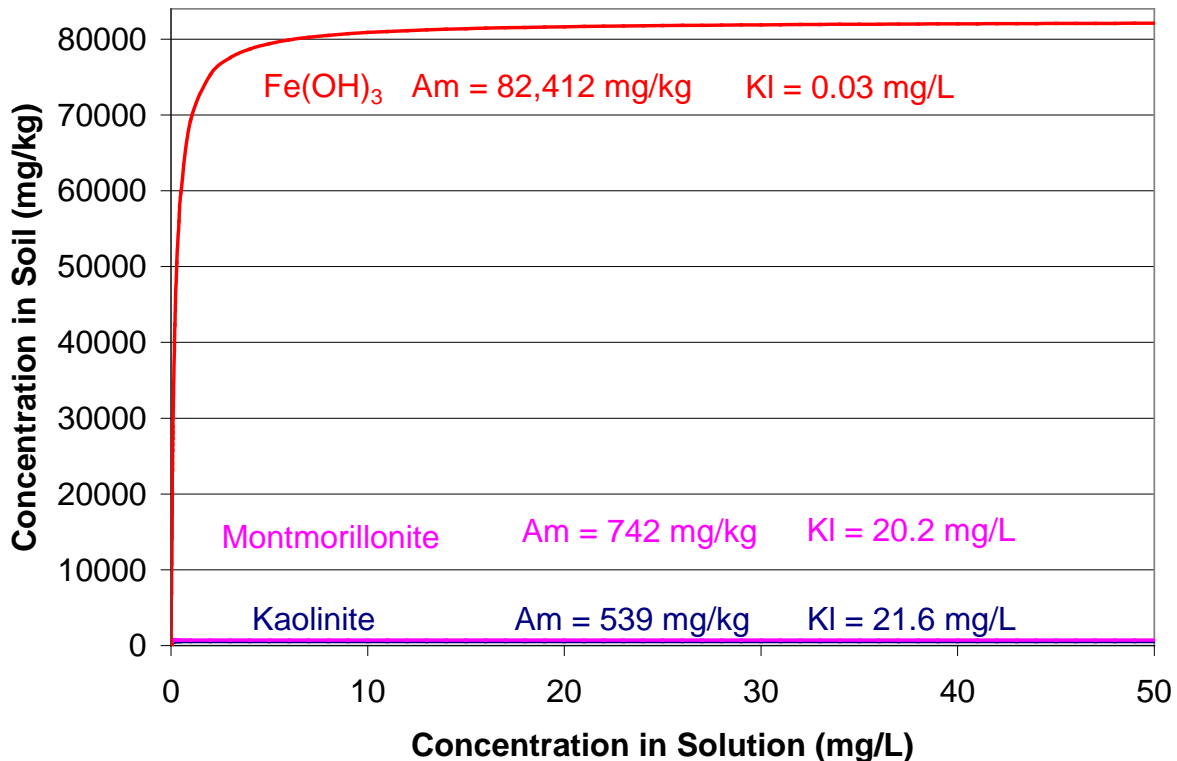 80000
Fe(OH)₃ Am = 82,412 mg/kg Kl = 0.03 mg/L
70000
60000
50000
40000
30000
20000
Montmorillonite Am = 742 mg/kg Kl = 20.2 mg/L
10000
Kaolinite Am = 539 mg/kg Kl = 21.6 mg/L
0
Concentration in Soil (mg/kg)
0 10 20 30 40 50
Concentration in Solution (mg/L)